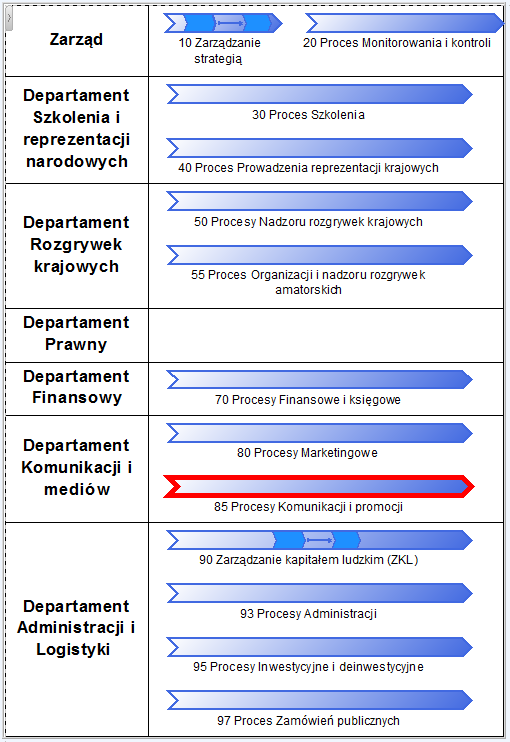 Zarząd
10 Zarządzanie
strategią
20 Proces Monitorowania i kontroli
Departament
Szkolenia i
reprezentacji
narodowych
30 Proces Szkolenia
40 Proces Prowadzenia reprezentacji krajowych
Departament
Rozgrywek
krajowych
50 Procesy Nadzoru rozgrywek krajowych
55 Proces Organizacji i nadzoru rozgrywek
amatorskich
Departament
Prawny
Departament
Finansowy
70 Procesy Finansowe i księgowe
Departament
Komunikacji i
mediów
80 Procesy Marketingowe
85 Procesy Komunikacji i promocji
Departament
Administracji i
Logistyki
90 Zarządzanie kapitałem ludzkim (ZKL)
93 Procesy Administracji
95 Procesy Inwestycyjne i deinwestycyjne
97 Proces Zamówień publicznych